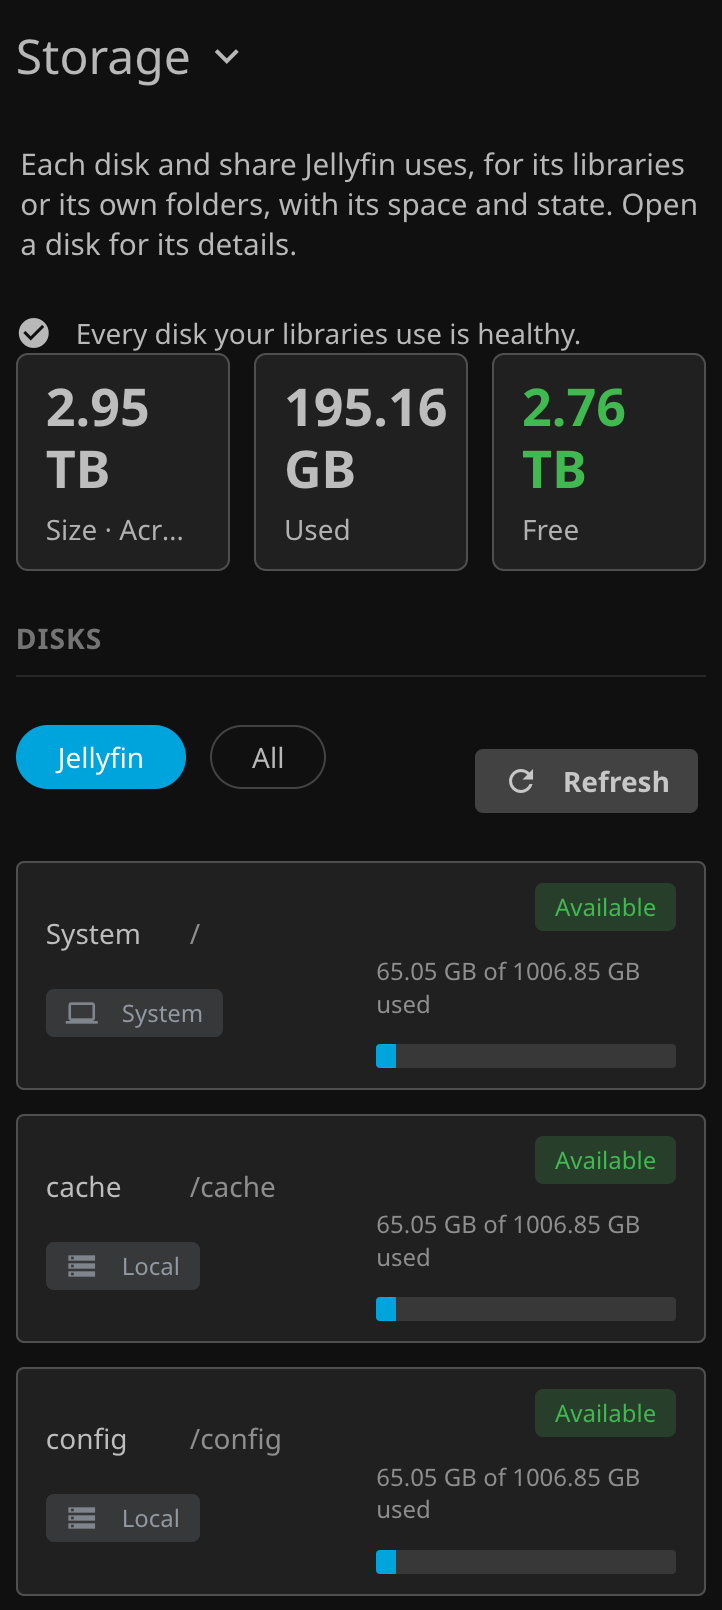 Storage
Each disk and share Jellyfin uses, for its libraries
or its own folders, with its space and state. Open
a disk for its details.
Every disk your libraries use is healthy.
2.95
TB
Size · Acr...
195.16
GB
Used
2.76
TB
Free
DISKS
Jellyfin
All
Refresh
System /
System
Available
65.05 GB of 1006.85 GB
used
cache /cache
Local
Available
65.05 GB of 1006.85 GB
used
config /config
Local
Available
65.05 GB of 1006.85 GB
used